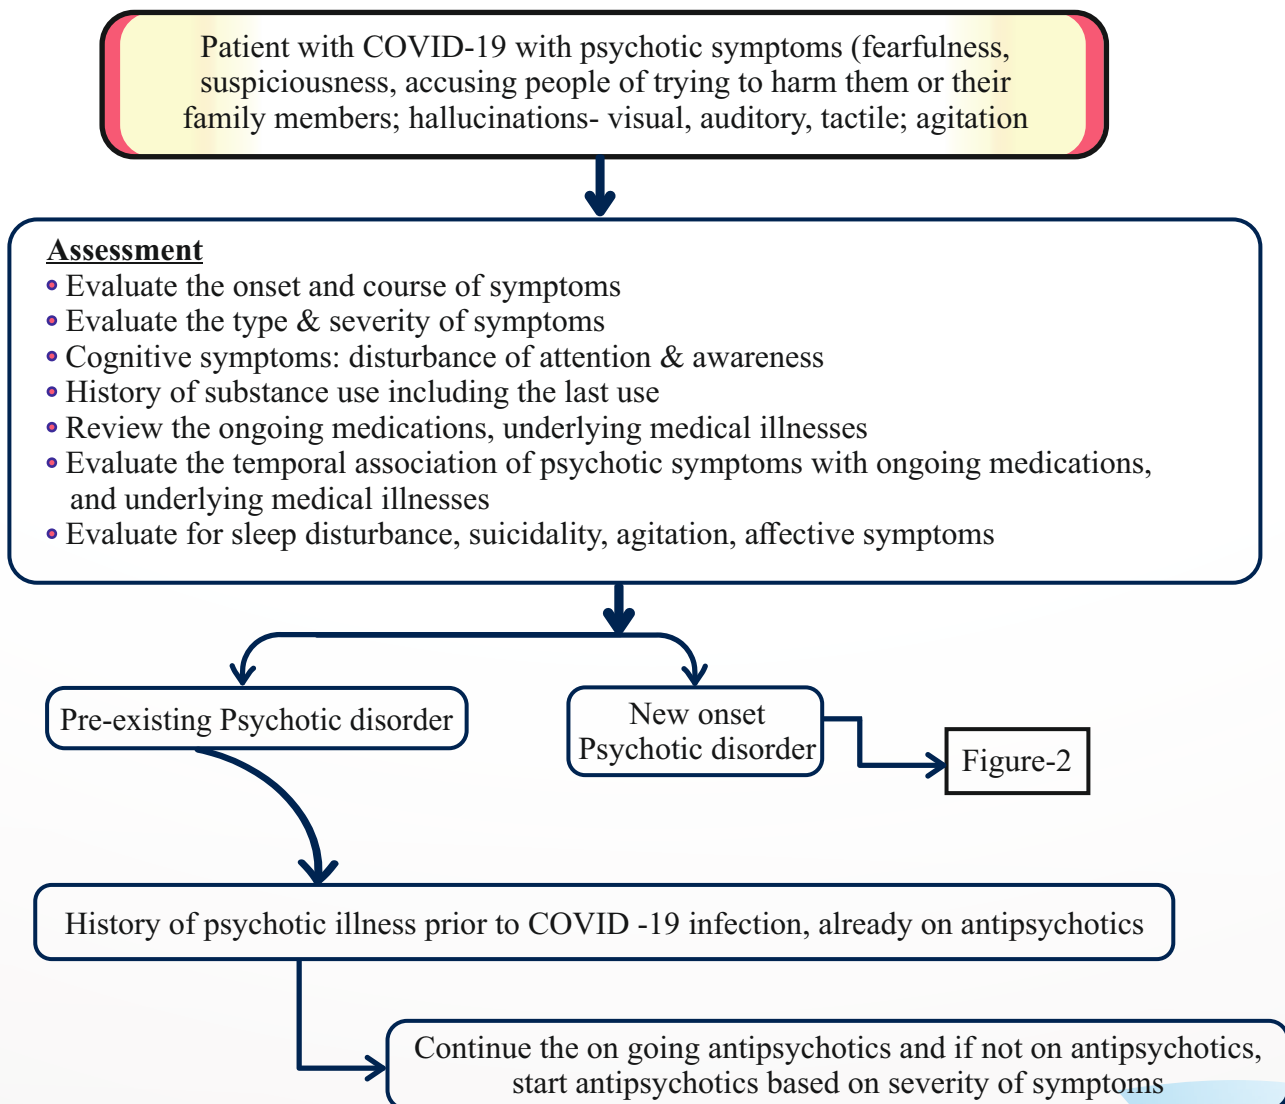 Patient with COVID-19 with psychotic symptoms (fearfulness,
suspiciousness, accusing people of trying to harm them or their
family members; hallucinations- visual, auditory, tactile; agitation
Assessment
• Evaluate the onset and course of symptoms
• Evaluate the type & severity of symptoms
• Cognitive symptoms: disturbance of attention & awareness
• History of substance use including the last use
• Review the ongoing medications, underlying medical illnesses
• Evaluate the temporal association of psychotic symptoms with ongoing medications,
and underlying medical illnesses
• Evaluate for sleep disturbance, suicidality, agitation, affective symptoms
Pre-existing Psychotic disorder
New onset
Psychotic disorder
Figure-2
History of psychotic illness prior to COVID -19 infection, already on antipsychotics
Continue the on going antipsychotics and if not on antipsychotics,
start antipsychotics based on severity of symptoms